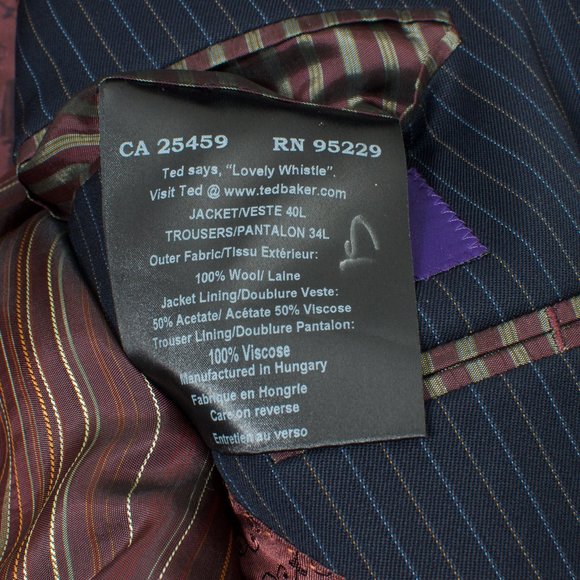 CA 25459 RN 95229
Ted says, "Lovely Whistle".
Visit Ted @ www.tedbaker.com
JACKET/VESTE 40L
TROUSERS/PANTALON 34L
Outer Fabric/Tissu Extérieur:
100% Wool/ Laine
Jacket Lining/Doublure Veste:
50% Acetate/ Acétate 50% Viscose
Trouser Lining/Doublure Pantalon:
100% Viscose
Manufactured in Hungary
Fabrique en Hongrie
Care on reverse
Entretien au verso